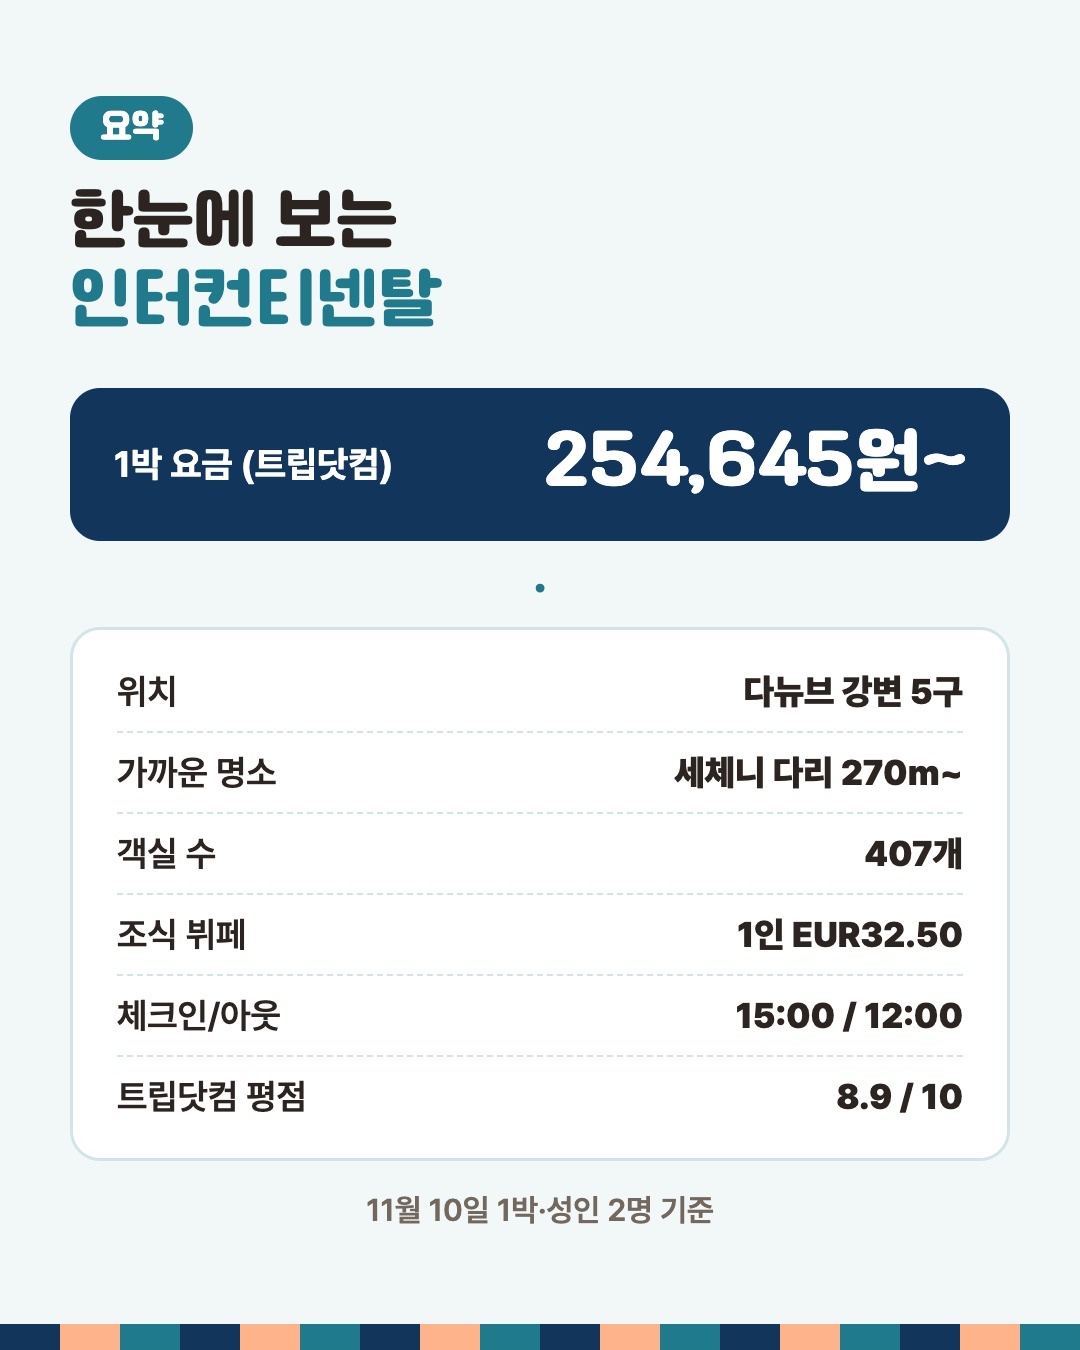 요약
한눈에 보는
인터컨티넨탈
1박 요금 (트립닷컴) 254,645원~
위치 다뉴브 강변 5구
가까운 명소 세체니 다리 270m~
객실 수 407개
조식 뷔페 1인 EUR32.50
체크인/아웃 15:00 / 12:00
트립닷컴 평점 8.9 / 10
11월 10일 1박·성인 2명 기준